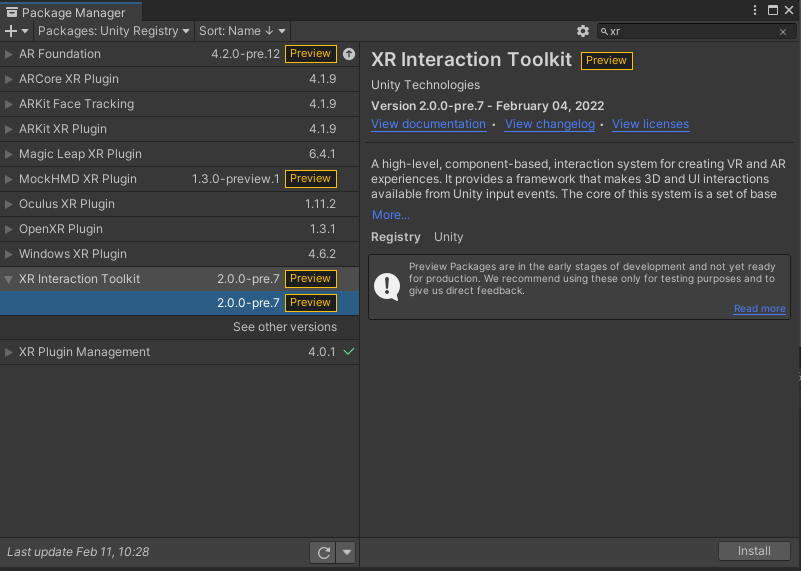 Package Manager
Packages: Unity Registry Sort: Name xr
AR Foundation 4.2.0-pre.12 Preview
ARCore XR Plugin 4.1.9
ARKit Face Tracking 4.1.9
ARKit XR Plugin 4.1.9
Magic Leap XR Plugin 6.4.1
MockHMD XR Plugin 1.3.0-preview.1 Preview
Oculus XR Plugin 1.11.2
OpenXR Plugin 1.3.1
Windows XR Plugin 4.6.2
XR Interaction Toolkit 2.0.0-pre.7 Preview
2.0.0-pre.7 Preview
See other versions
XR Plugin Management 4.0.1
Last update Feb 11, 10:28
XR Interaction Toolkit Preview
Unity Technologies
Version 2.0.0-pre.7 - February 04, 2022
View documentation • View changelog • View licenses
A high-level, component-based, interaction system for creating VR and AR
experiences. It provides a framework that makes 3D and UI interactions
available from Unity input events. The core of this system is a set of base
More...
Registry Unity
Preview Packages are in the early stages of development and not yet ready
for production. We recommend using these only for testing purposes and to
give us direct feedback.
Read more
Install